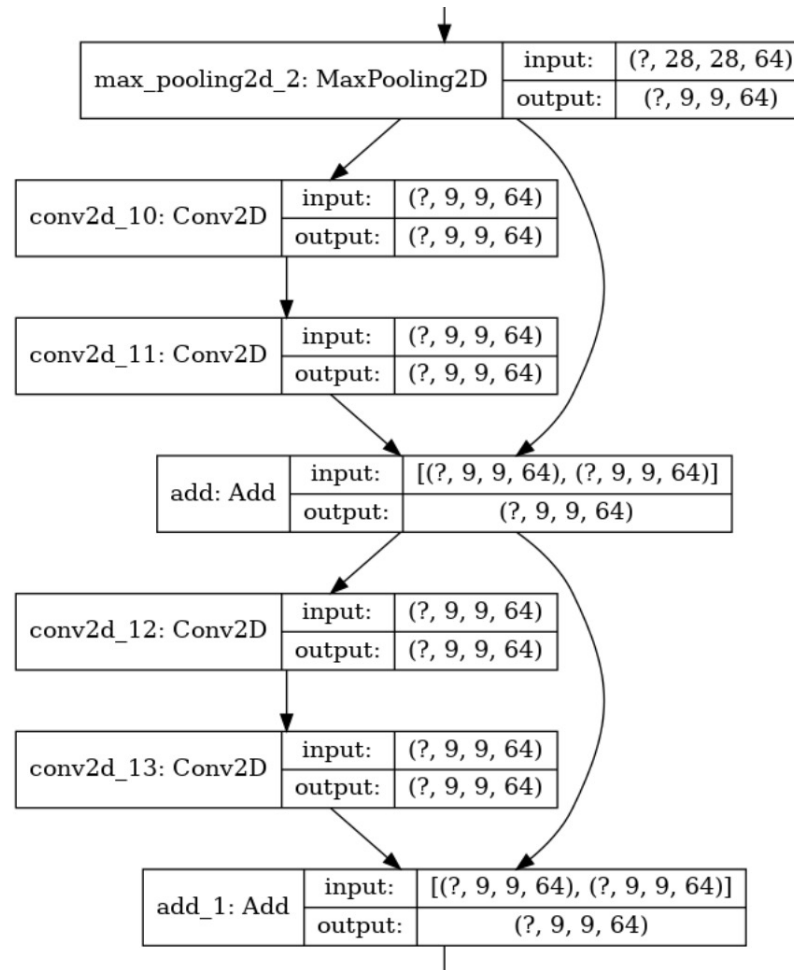 max_pooling2d_2: MaxPooling2D
input: (?, 28, 28, 64)
output: (?, 9, 9, 64)
conv2d_10: Conv2D
input: (?, 9, 9, 64)
output: (?, 9, 9, 64)
conv2d_11: Conv2D
input: (?, 9, 9, 64)
output: (?, 9, 9, 64)
add: Add
input: [(?, 9, 9, 64), (?, 9, 9, 64)]
output: (?, 9, 9, 64)
conv2d_12: Conv2D
input: (?, 9, 9, 64)
output: (?, 9, 9, 64)
conv2d_13: Conv2D
input: (?, 9, 9, 64)
output: (?, 9, 9, 64)
add_1: Add
input: [(?, 9, 9, 64), (?, 9, 9, 64)]
output: (?, 9, 9, 64)